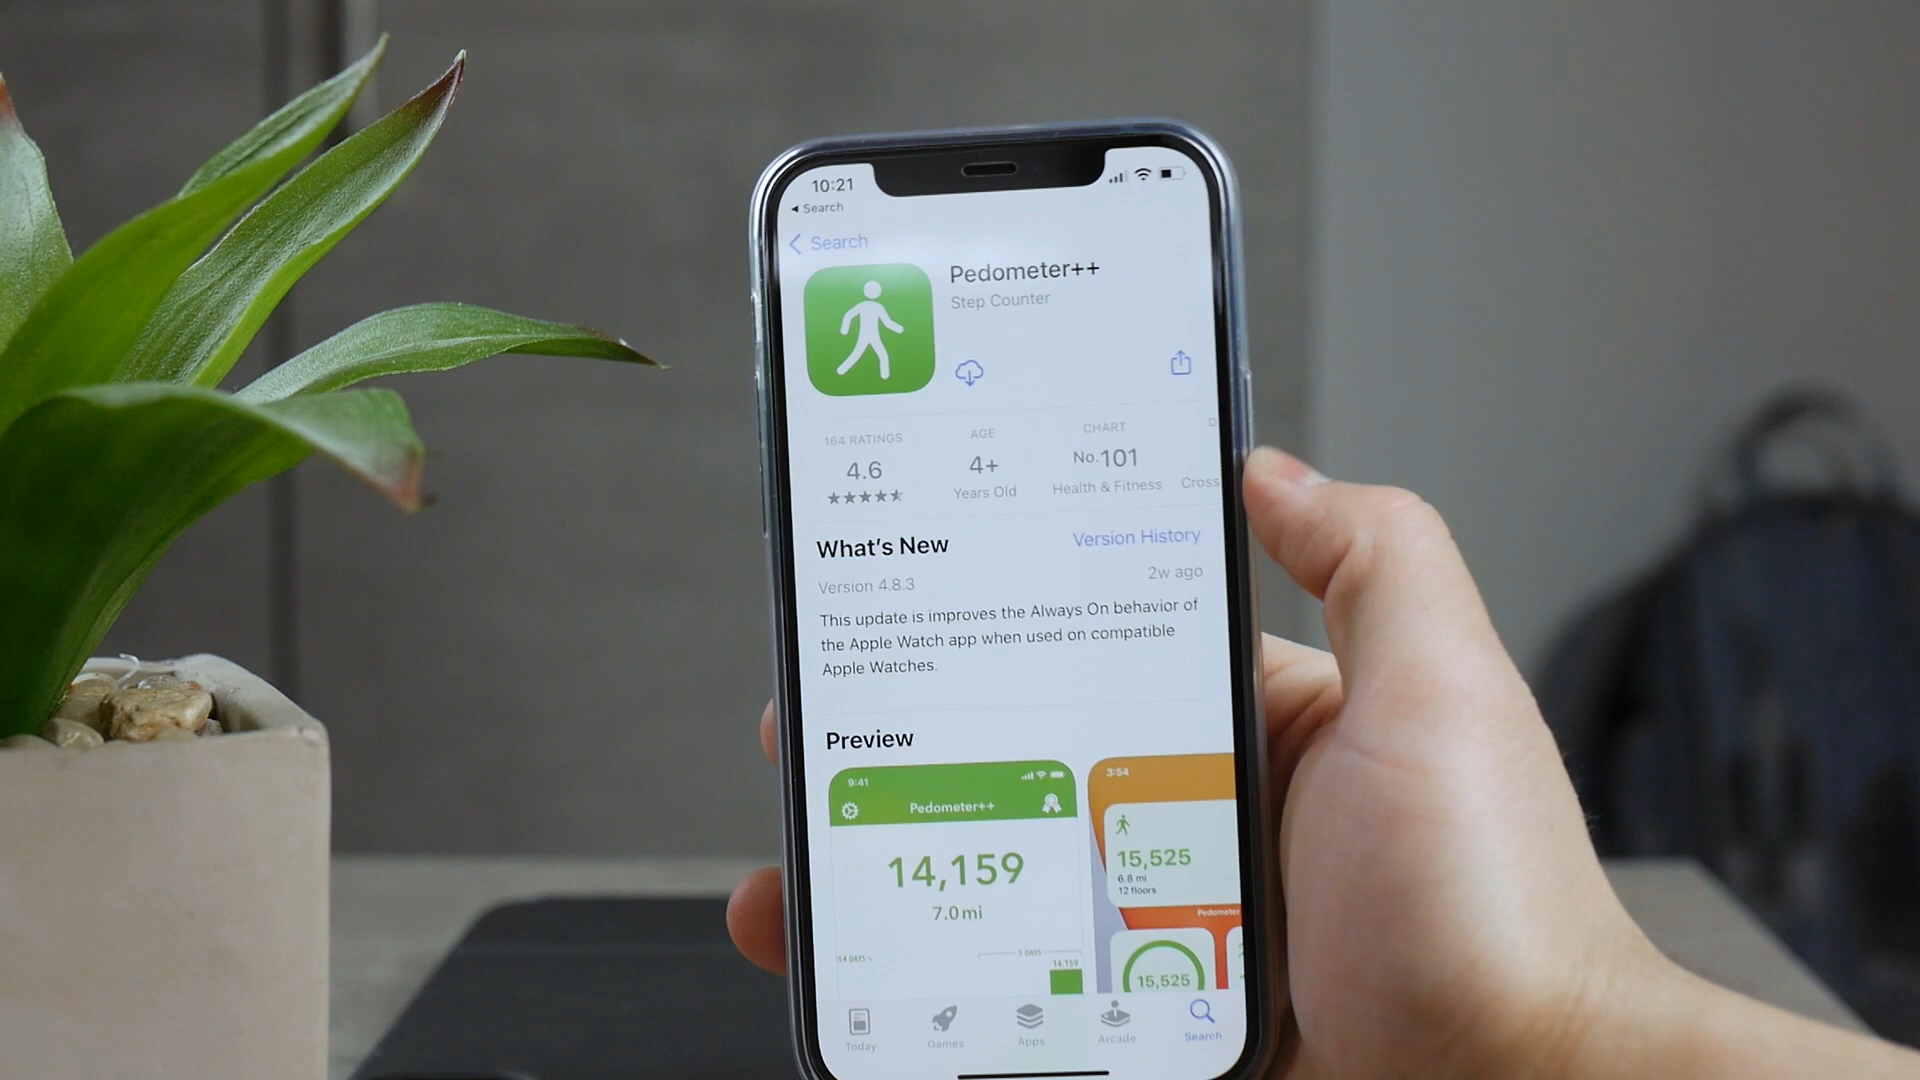 10:21
Search
Search
Pedometer++
Step Counter
164 RATINGS
4.6
AGE
4+
Years Old
CHART
No.101
Health & Fitness
D
Cross
What's New
Version History
Version 4.8.3
2w ago
This update is improves the Always On behavior of
the Apple Watch app when used on compatible
Apple Watches.
Preview
9:41
Pedometer++
14,159
7.0 mi
3 DAYS
14,159
3:54
15,525
6.8 mi
12 floors
Pedometer
15,525
Today
Games
Apps
Arcade
Search